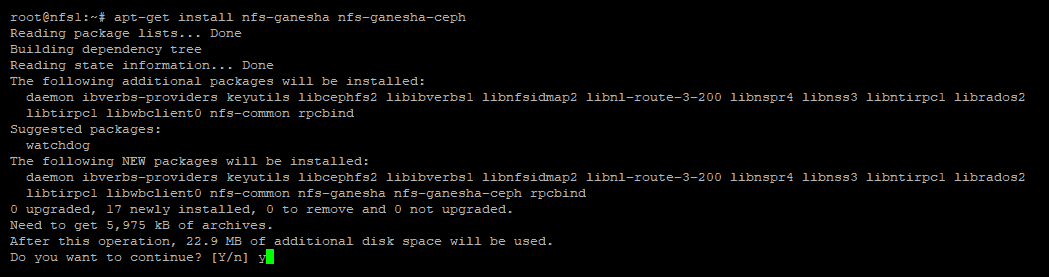 root@nfs1:~# apt-get install nfs-ganesha nfs-ganesha-ceph
Reading package lists... Done
Building dependency tree
Reading state information... Done
The following additional packages will be installed:
daemon ibverbs-providers keyutils libcephfs2 libibverbs1 libnfsidmap2 libnl-route-3-200 libnspr4 libnss3 libntirpc1 librados2
libtirpc1 libwbclient0 nfs-common rpcbind
Suggested packages:
watchdog
The following NEW packages will be installed:
daemon ibverbs-providers keyutils libcephfs2 libibverbs1 libnfsidmap2 libnl-route-3-200 libnspr4 libnss3 libntirpc1 librados2
libtirpc1 libwbclient0 nfs-common nfs-ganesha nfs-ganesha-ceph rpcbind
0 upgraded, 17 newly installed, 0 to remove and 0 not upgraded.
Need to get 5,975 kB of archives.
After this operation, 22.9 MB of additional disk space will be used.
Do you want to continue? [Y/n] y